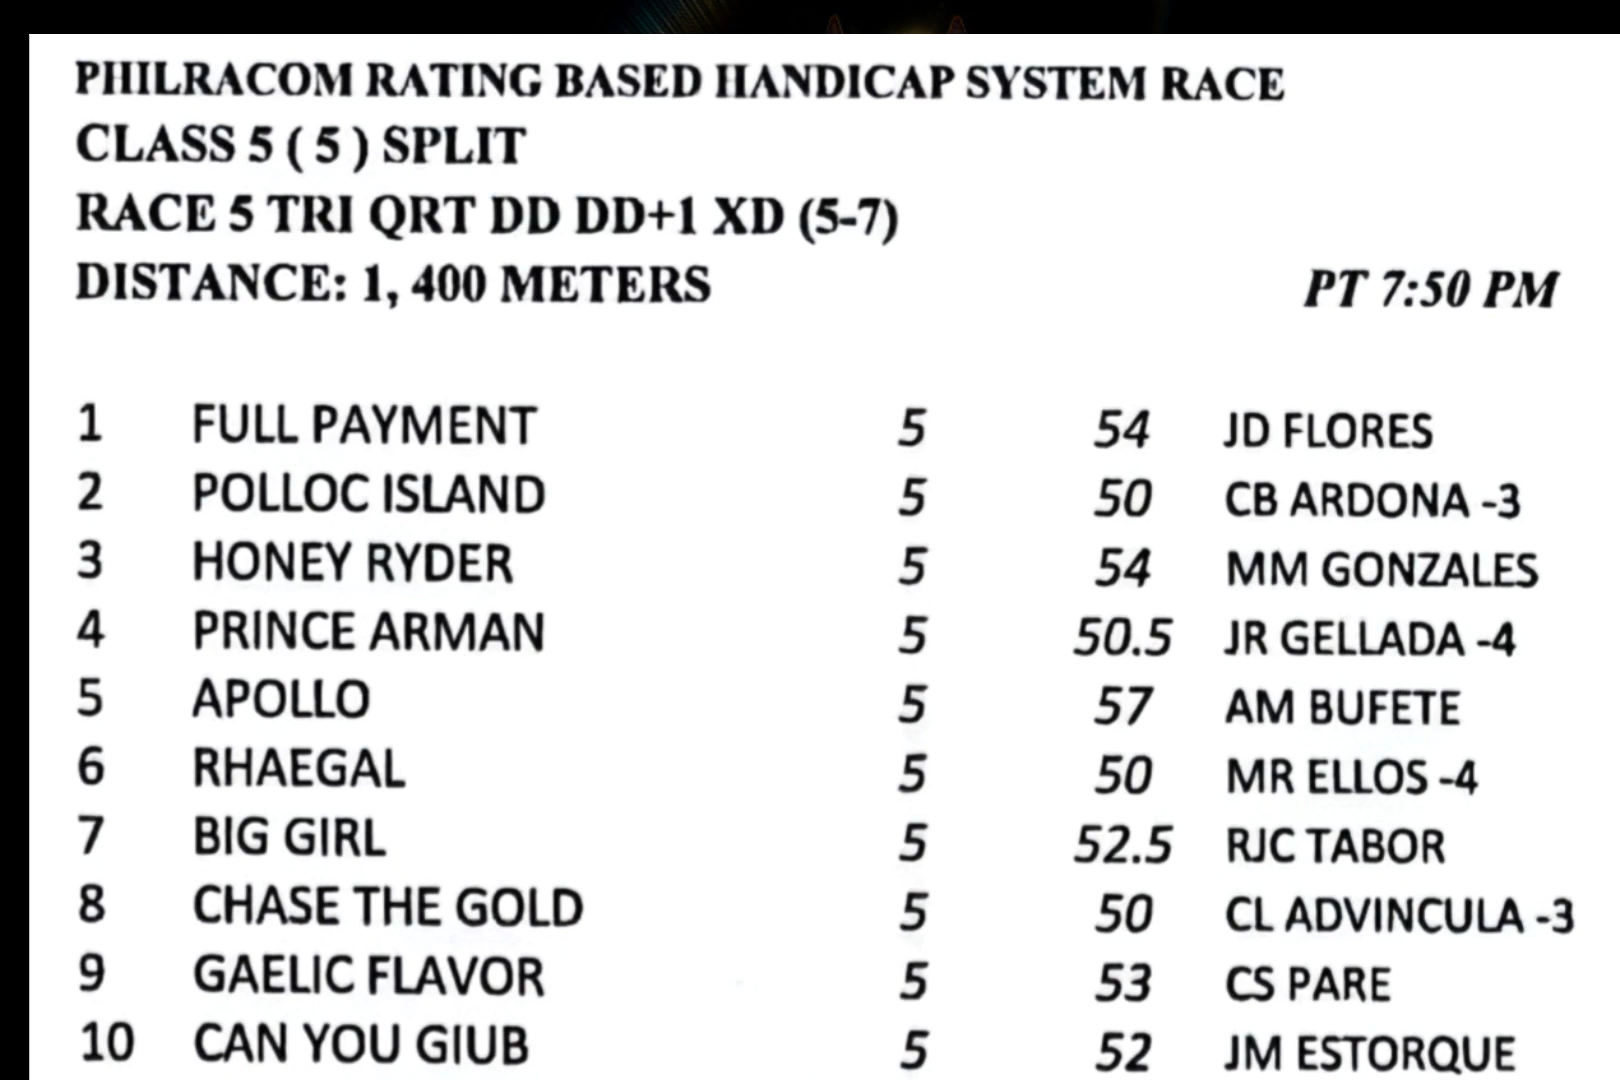 PHILRACOM RATING BASED HANDICAP SYSTEM RACE
CLASS 5 ( 5 ) SPLIT
RACE 5 TRI QRT DD DD+1 XD (5-7)
DISTANCE: 1, 400 METERS PT 7:50 PM
1 FULL PAYMENT 5 54 JD FLORES
2 POLLOC ISLAND 5 50 CB ARDONA -3
3 HONEY RYDER 5 54 MM GONZALES
4 PRINCE ARMAN 5 50.5 JR GELLADA -4
5 APOLLO 5 57 AM BUFETE
6 RHAEGAL 5 50 MR ELLOS -4
7 BIG GIRL 5 52.5 RJC TABOR
8 CHASE THE GOLD 5 50 CL ADVINCULA -3
9 GAELIC FLAVOR 5 53 CS PARE
10 CAN YOU GIUB 5 52 JM ESTORQUE